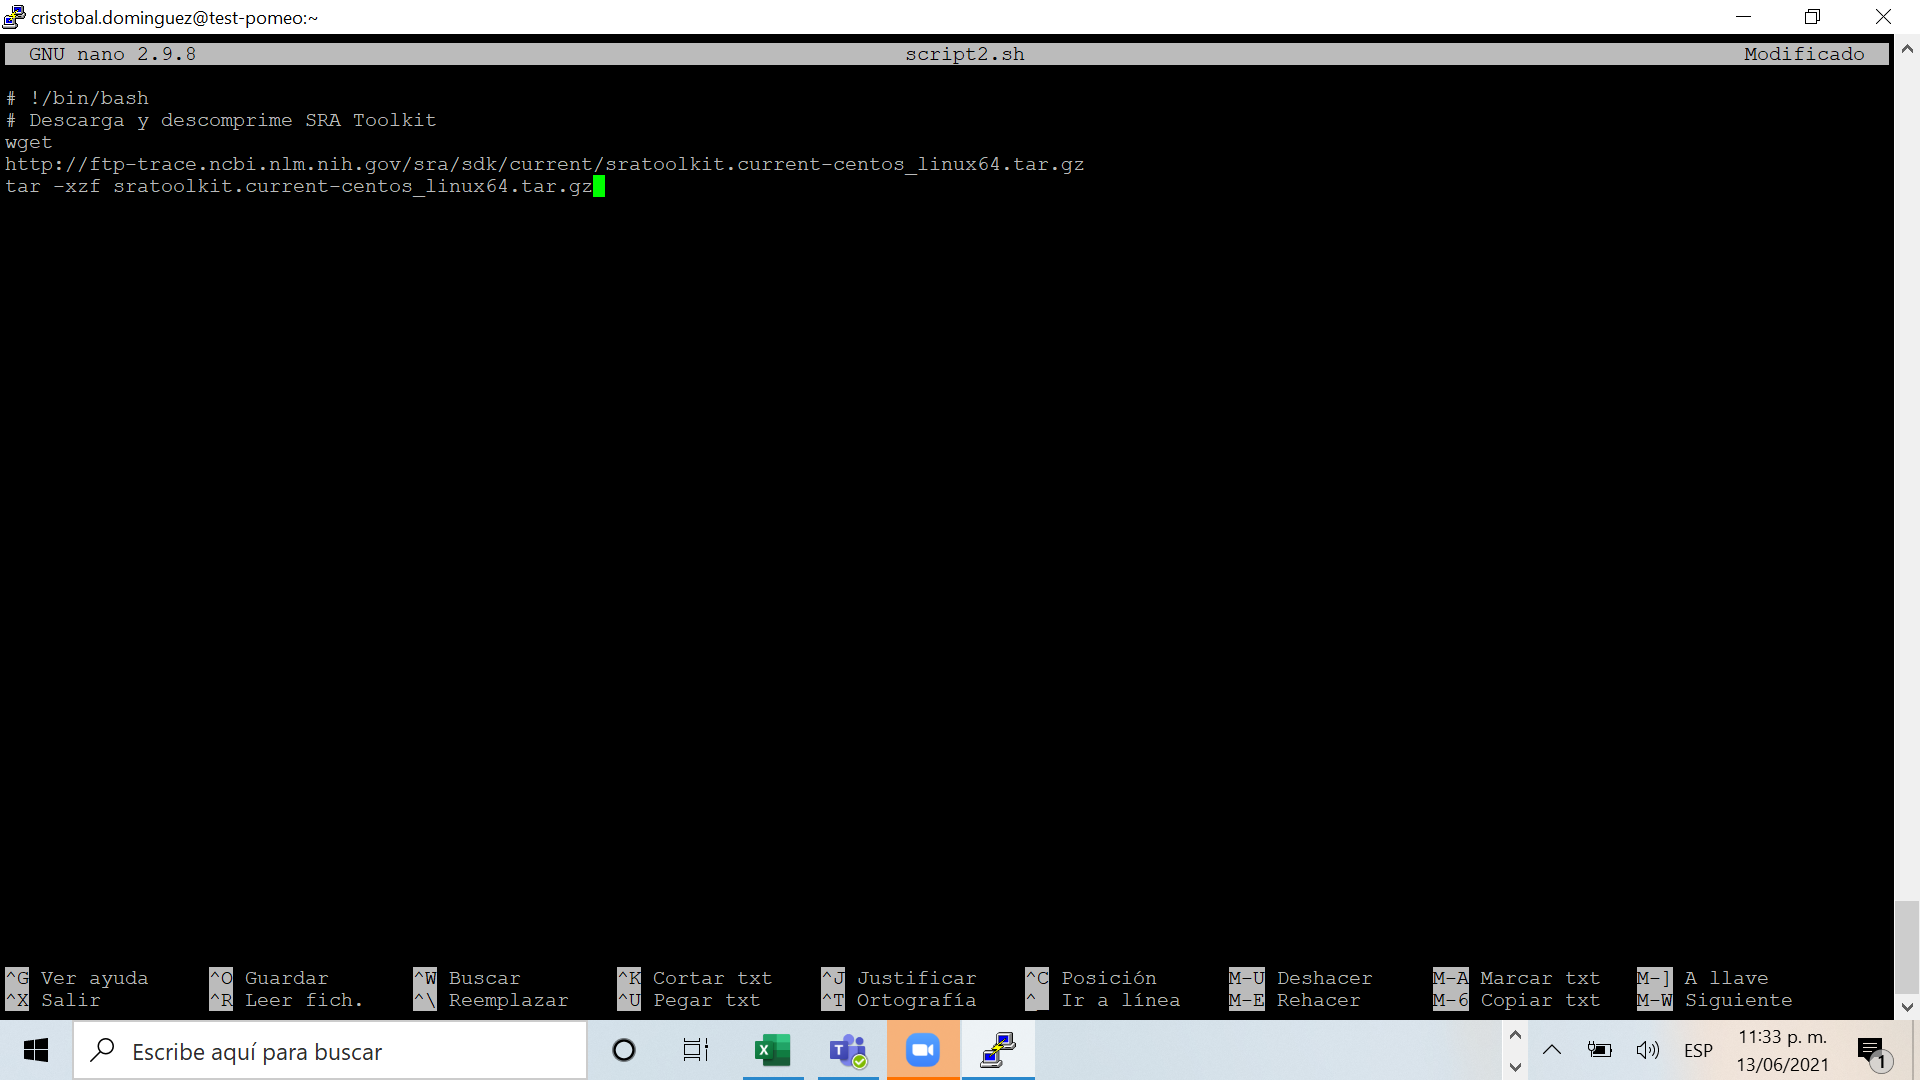 cristobal.dominguez@test-pomeo:~
GNU nano 2.9.8 script2.sh Modificado
# !/bin/bash
# Descarga y descomprime SRA Toolkit
wget
http://ftp-trace.ncbi.nlm.nih.gov/sra/sdk/current/sratoolkit.current-centos_linux64.tar.gz
tar -xzf sratoolkit.current-centos_linux64.tar.gz
^G Ver ayuda ^O Guardar ^W Buscar ^K Cortar txt ^J Justificar ^C Posición M-U Deshacer M-A Marcar txt M-] A llave
^X Salir ^R Leer fich. ^\ Reemplazar ^U Pegar txt ^T Ortografía ^_ Ir a línea M-E Rehacer M-6 Copiar txt M-W Siguiente
Escribe aquí para buscar
ESP
11:33 p. m.
13/06/2021
1